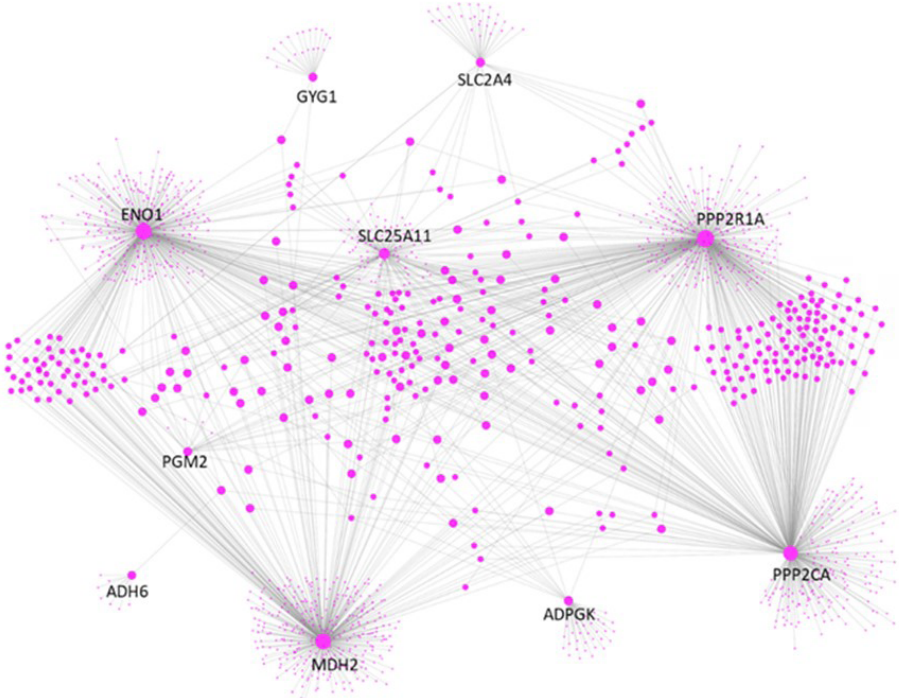 SLC2A4
GYG1
ENO1
PPP2R1A
SLC25A11
PGM2
PPP2CA
ADH6
ADPGK
MDH2